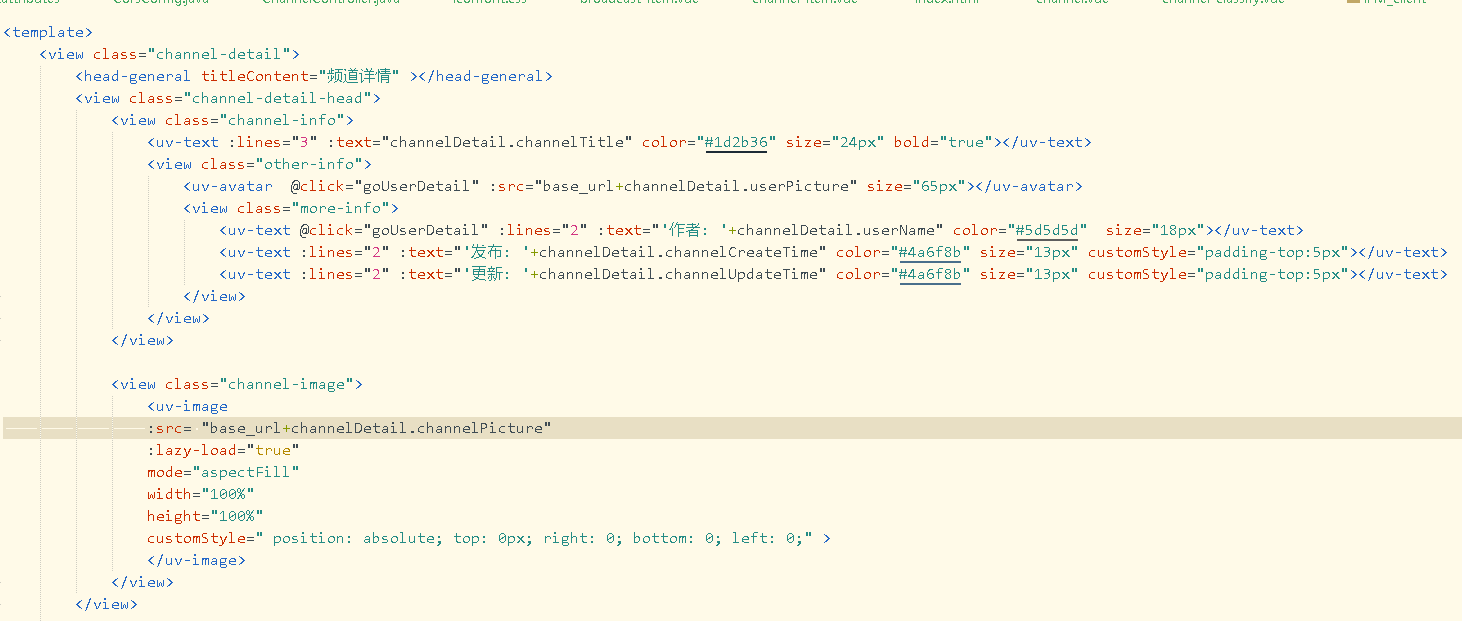 <template>
<view class="channel-detail">
<head-general titleContent="频道详情" ></head-general>
<view class="channel-detail-head">
<view class="channel-info">
<uv-text :lines="3" :text="channelDetail.channelTitle" color="#1d2b36" size="24px" bold="true"></uv-text>
<view class="other-info">
<uv-avatar  @click="goUserDetail" :src="base_url+channelDetail.userPicture" size="65px"></uv-avatar>
<view class="more-info">
<uv-text @click="goUserDetail" :lines="2" :text="'作者: '+channelDetail.userName" color="#5d5d5d"  size="18px"></uv-text>
<uv-text :lines="2" :text="'发布: '+channelDetail.channelCreateTime" color="#4a6f8b" size="13px" customStyle="padding-top:5px"></uv-text>
<uv-text :lines="2" :text="'更新: '+channelDetail.channelUpdateTime" color="#4a6f8b" size="13px" customStyle="padding-top:5px"></uv-text>
</view>
</view>
</view>
<view class="channel-image">
<uv-image
:src= "base_url+channelDetail.channelPicture"
:lazy-load="true"
mode="aspectFill"
width="100%"
height="100%"
customStyle=" position: absolute; top: 0px; right: 0; bottom: 0; left: 0;" >
</uv-image>
</view>
</view>